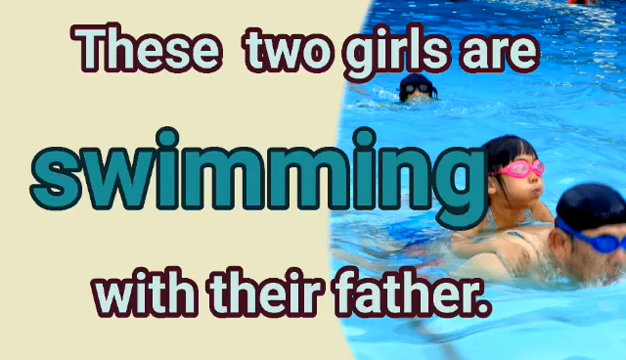 These two girls are
swimming
with their father.